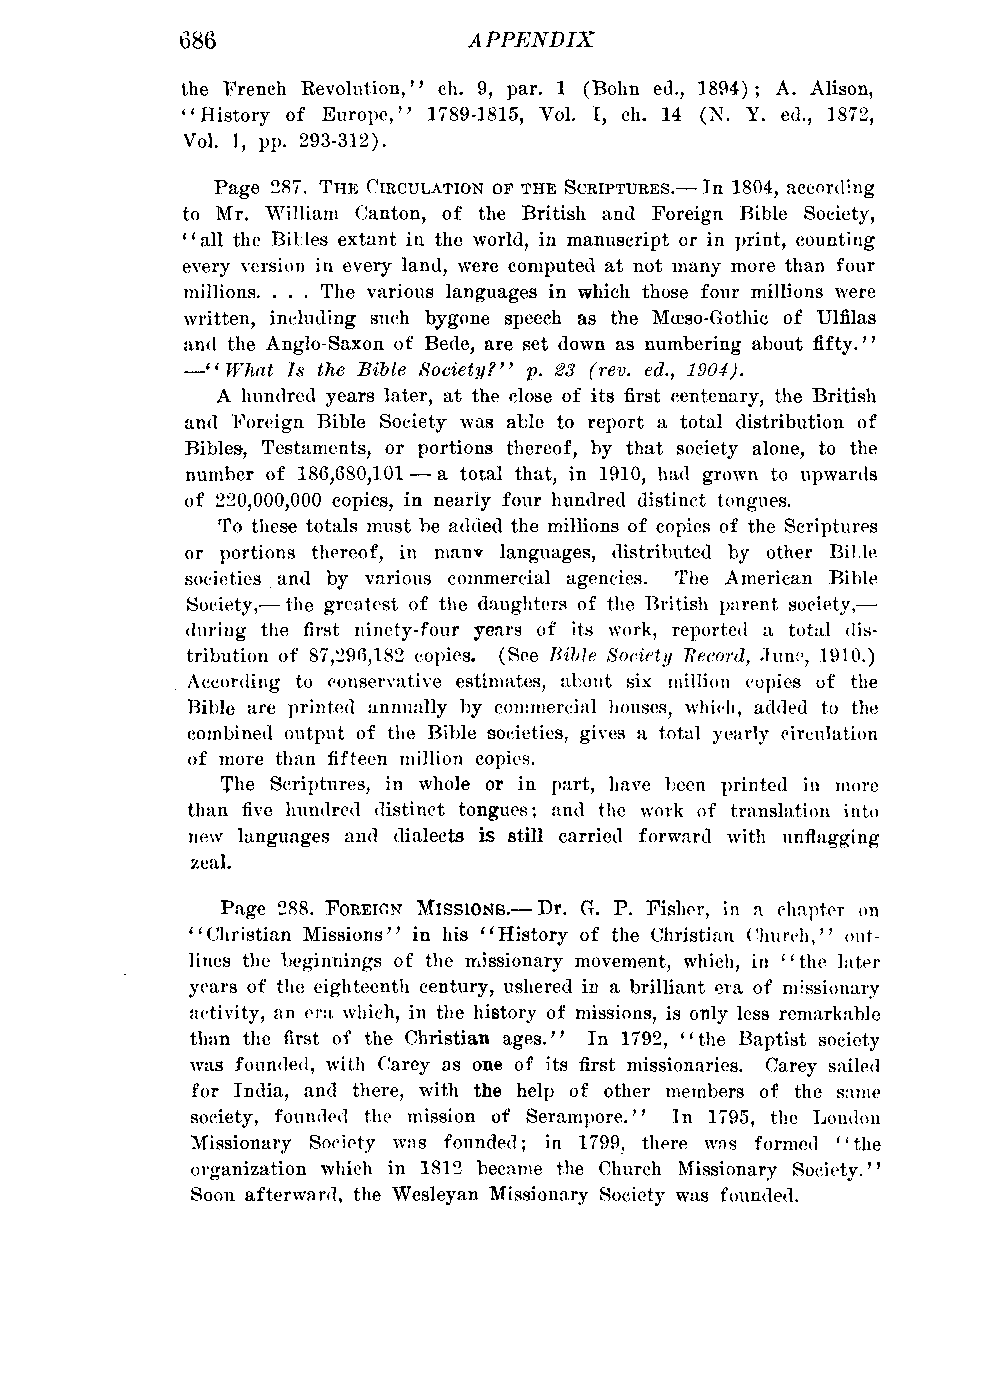 686 APPENDIX
the French Revolution,'' ch. 9, par. 1 (Bohn ed., 1894); A. Alison,
''History of Europe,'' 1789-1815, Vol. I, ch. 14 (N. Y. ed., 1872,
Vol. 1, pp. 293-312).
Page 287. THE CIRCULATION OF THE SCRIPTURES.— In 1804, according
to Mr. William Canton, of the British and Foreign Bible Society,
''all the Bibles extant in the world, in manuscript or in print, counting
every version in every land, were computed at not many more than four
millions. . . . The various languages in which those four millions were
written, including such bygone speech as the Mœso-Gothic of Ulfilas
and the Anglo-Saxon of Bede, are set down as numbering about fifty.''
—''What Is the Bible Society?'' p. 23 (rev. ed., 1904).
A hundred years later, at the close of its first centenary, the British
and Foreign Bible Society was able to report a total distribution of
Bibles, Testaments, or portions thereof, by that society alone, to the
number of 186,680,101 — a total that, in 1910, had grown to upwards
of 220,000,000 copies, in nearly four hundred distinct tongues.
To these totals must be added the millions of copies of the Scriptures
or portions thereof, in many languages, distributed by other Bible
societies and by various commercial agencies. The American Bible
Society,— the greatest of the daughters of the British parent society,—
during the first ninety-four years of its work, reported a total dis-
tribution of 87,296,182 copies. (See Bible Society Record, June, 1910.)
According to conservative estimates, about six million copies of the
Bible are printed annually by commercial houses, which, added to the
combined output of the Bible societies, gives a total yearly circulation
of more than fifteen million copies.
The Scriptures, in whole or in part, have been printed in more
than five hundred distinct tongues; and the work of translation into
new languages and dialects is still carried forward with unflagging
zeal.
Page 288. FOREIGN MISSIONS.— Dr. G. P. Fisher, in a chapter on
''Christian Missions'' in his ''History of the Christian Church,'' out-
lines the beginnings of the missionary movement, which, in ''the later
years of the eighteenth century, ushered in a brilliant era of missionary
activity, an era which, in the history of missions, is only less remarkable
than the first of the Christian ages.'' In 1792, ''the Baptist society
was founded, with Carey as one of its first missionaries. Carey sailed
for India, and there, with the help of other members of the same
society, founded the mission of Serampore.'' In 1795, the London
Missionary Society was founded; in 1799, there was formed ''the
organization which in 1812 became the Church Missionary Society.''
Soon afterward, the Wesleyan Missionary Society was founded.